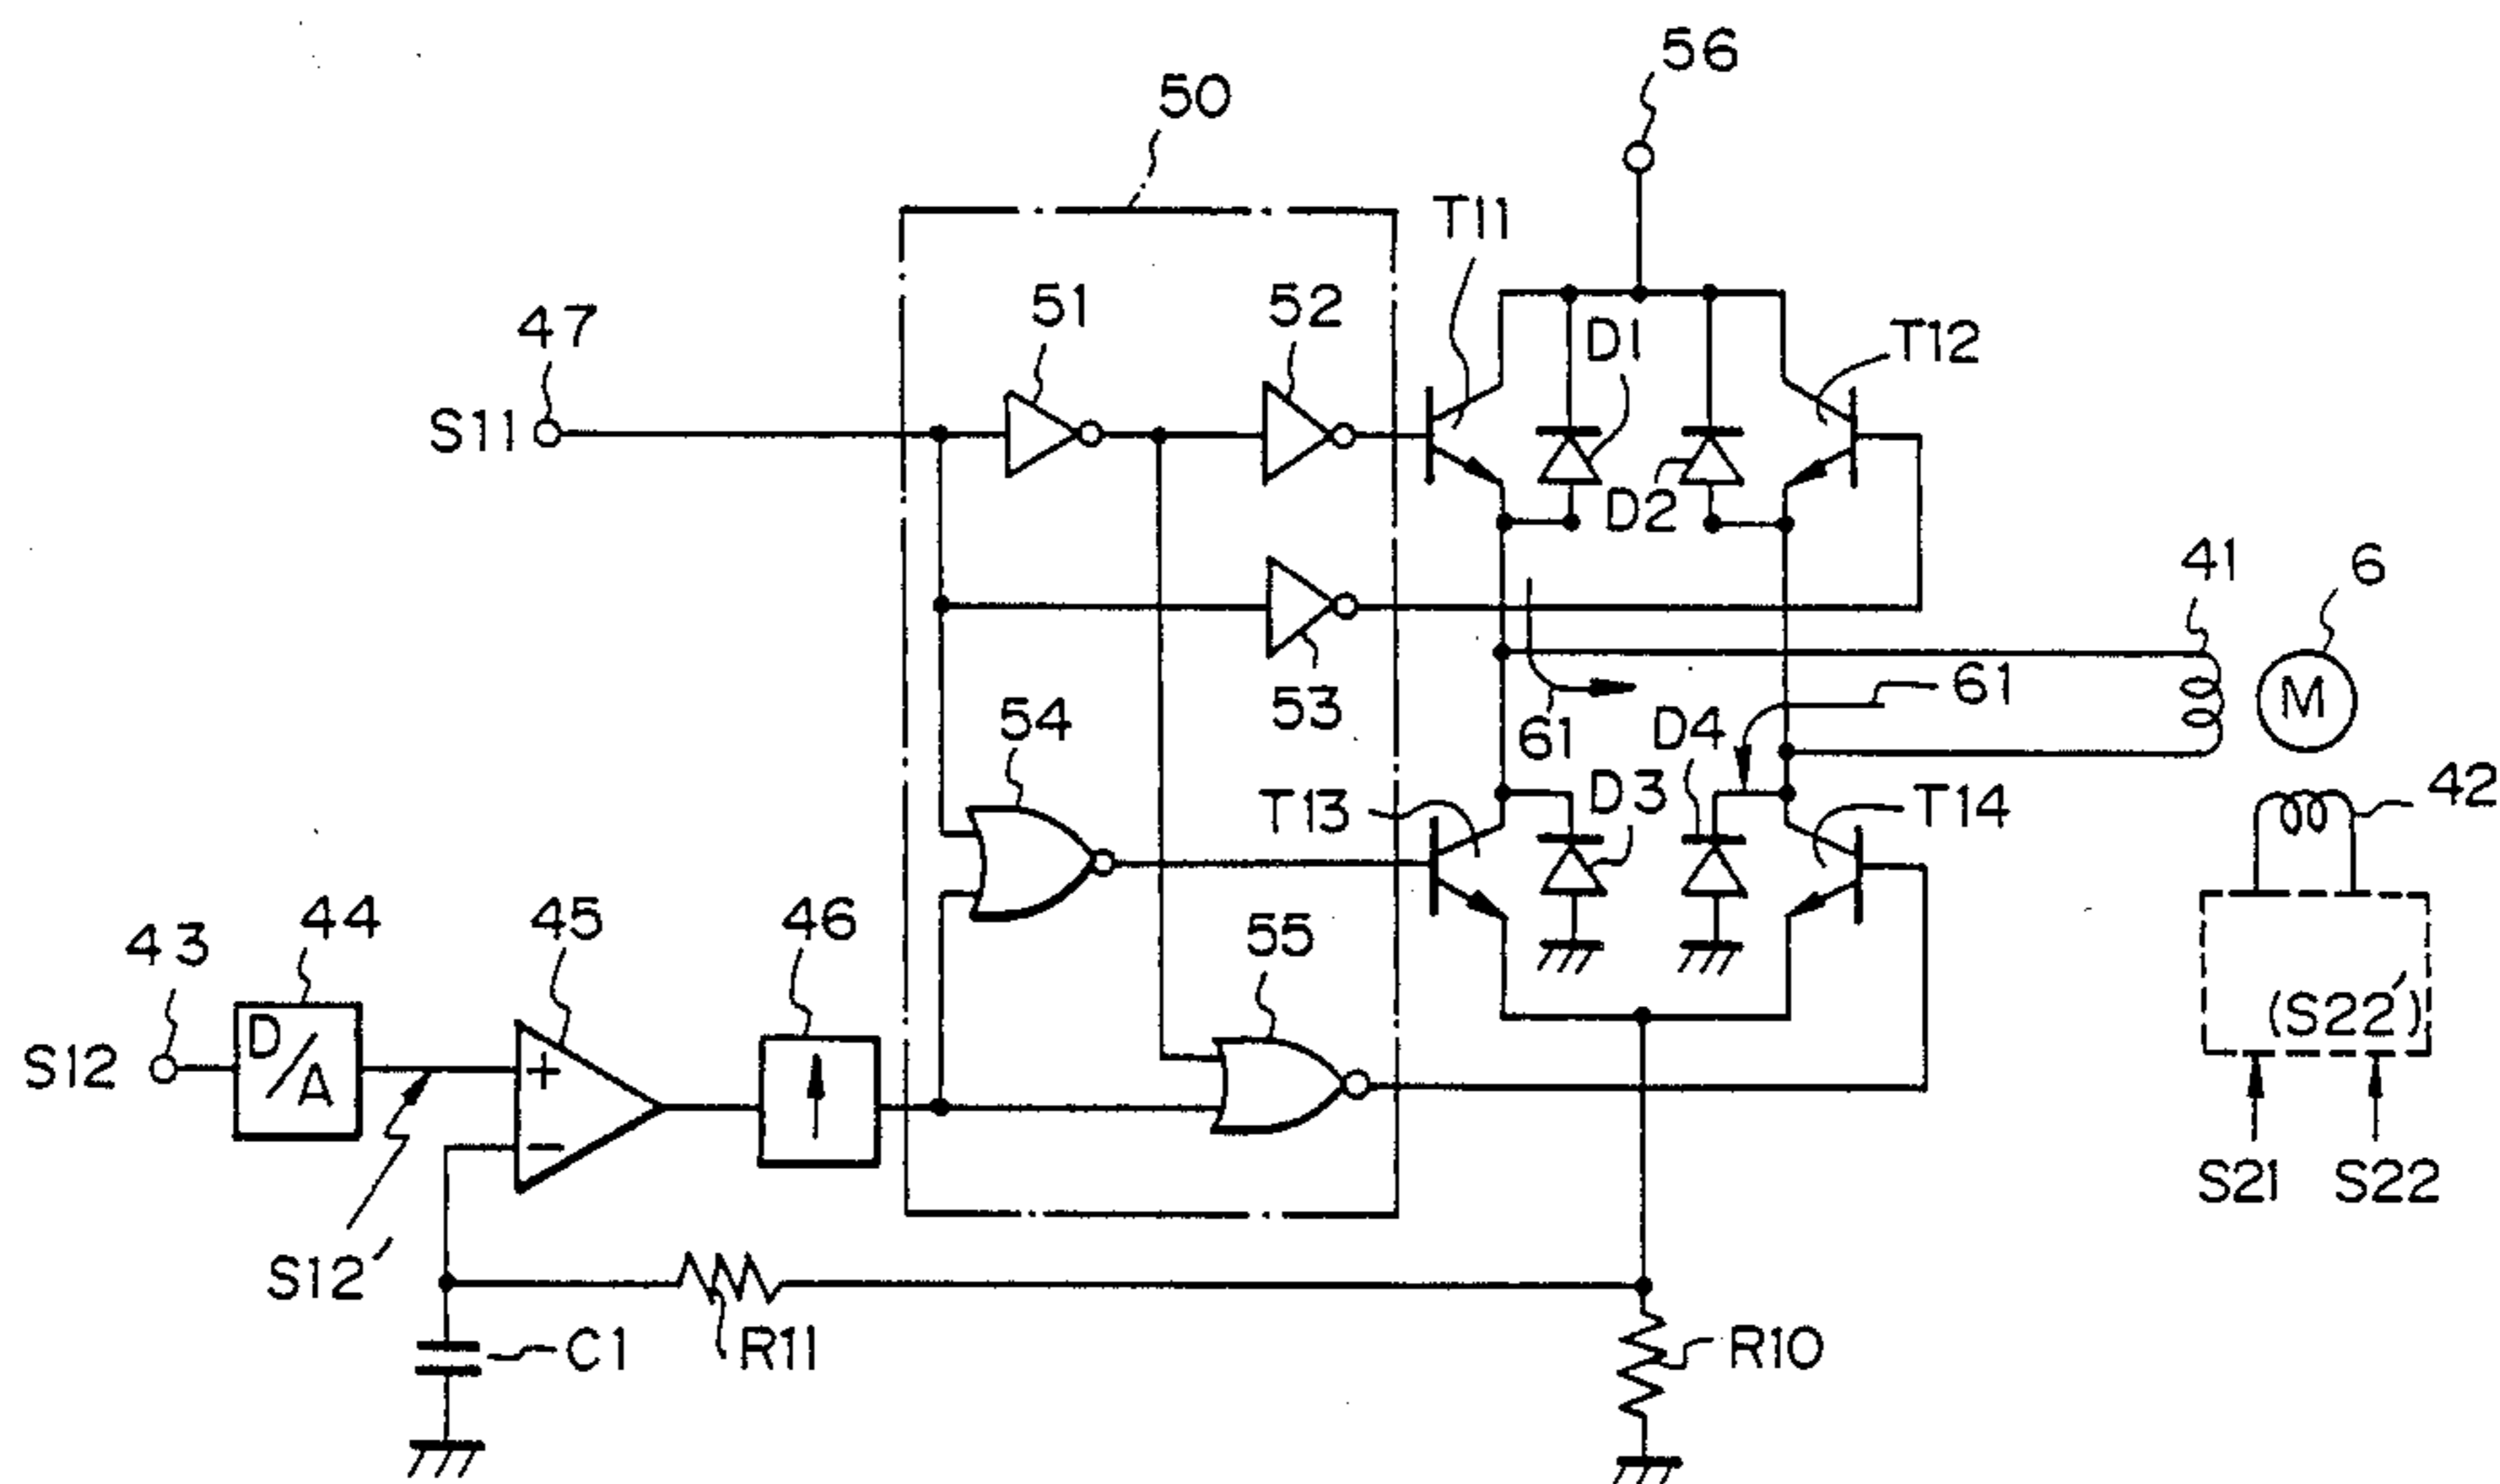 56
50
T11
51
52
47
D1
T12
S11
D2
41
6
M
54
53
61
D4
61
T13
D3
T14
42
43
44
45
46
55
D/A
S12
+
−
(S22′)
S12′
S21
S22
R11
C1
R10